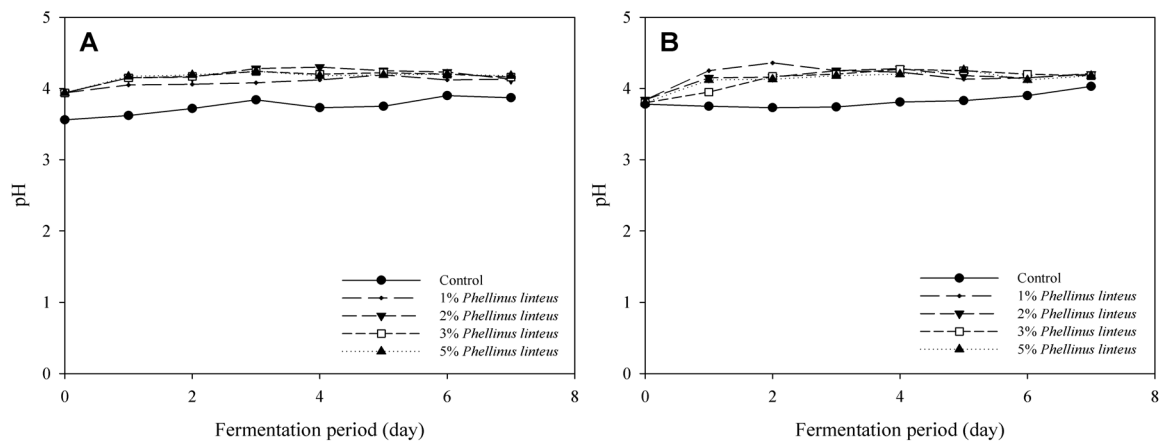 A
5
4
3
2
1
0
pH
0
2
4
6
8
Fermentation period (day)
Control
1% Phellinus linteus
2% Phellinus linteus
3% Phellinus linteus
5% Phellinus linteus
B
5
4
3
2
1
0
pH
0
2
4
6
8
Fermentation period (day)
Control
1% Phellinus linteus
2% Phellinus linteus
3% Phellinus linteus
5% Phellinus linteus